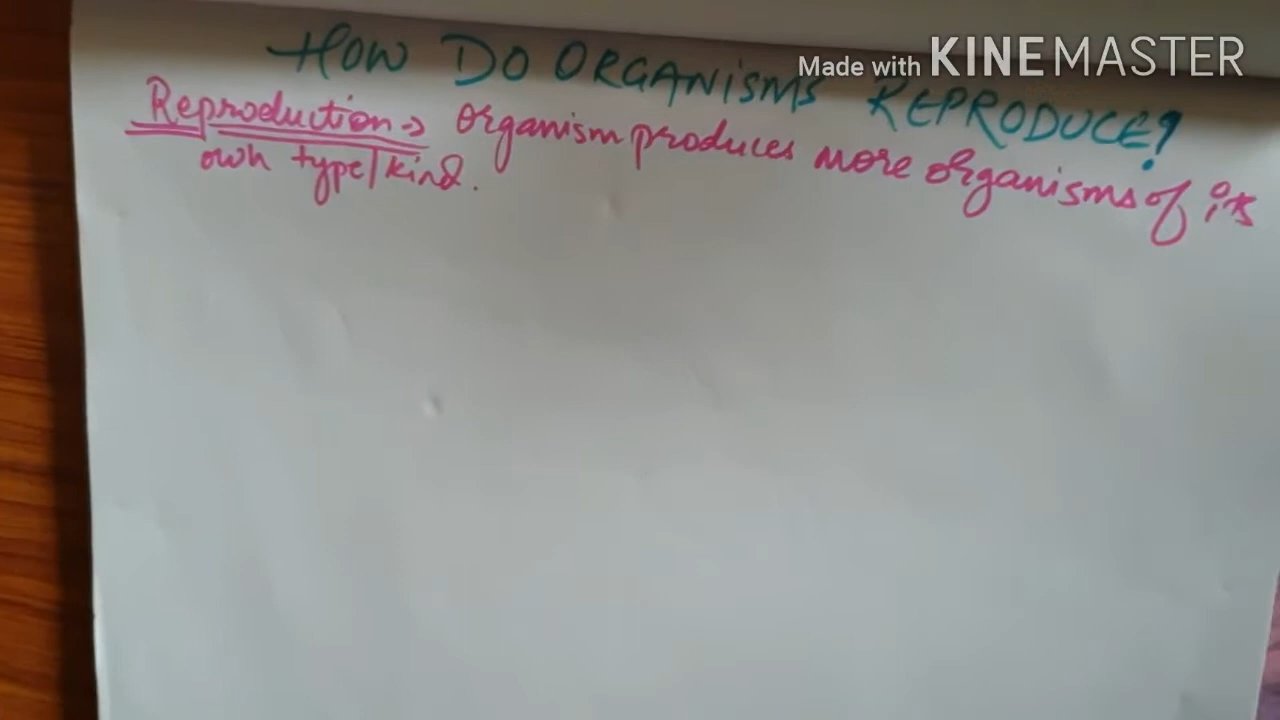 HOW DO ORGANISMS REPRODUCE?
Made with KINEMASTER
Reproduction → Organism produces more organisms of its
own type/kind.